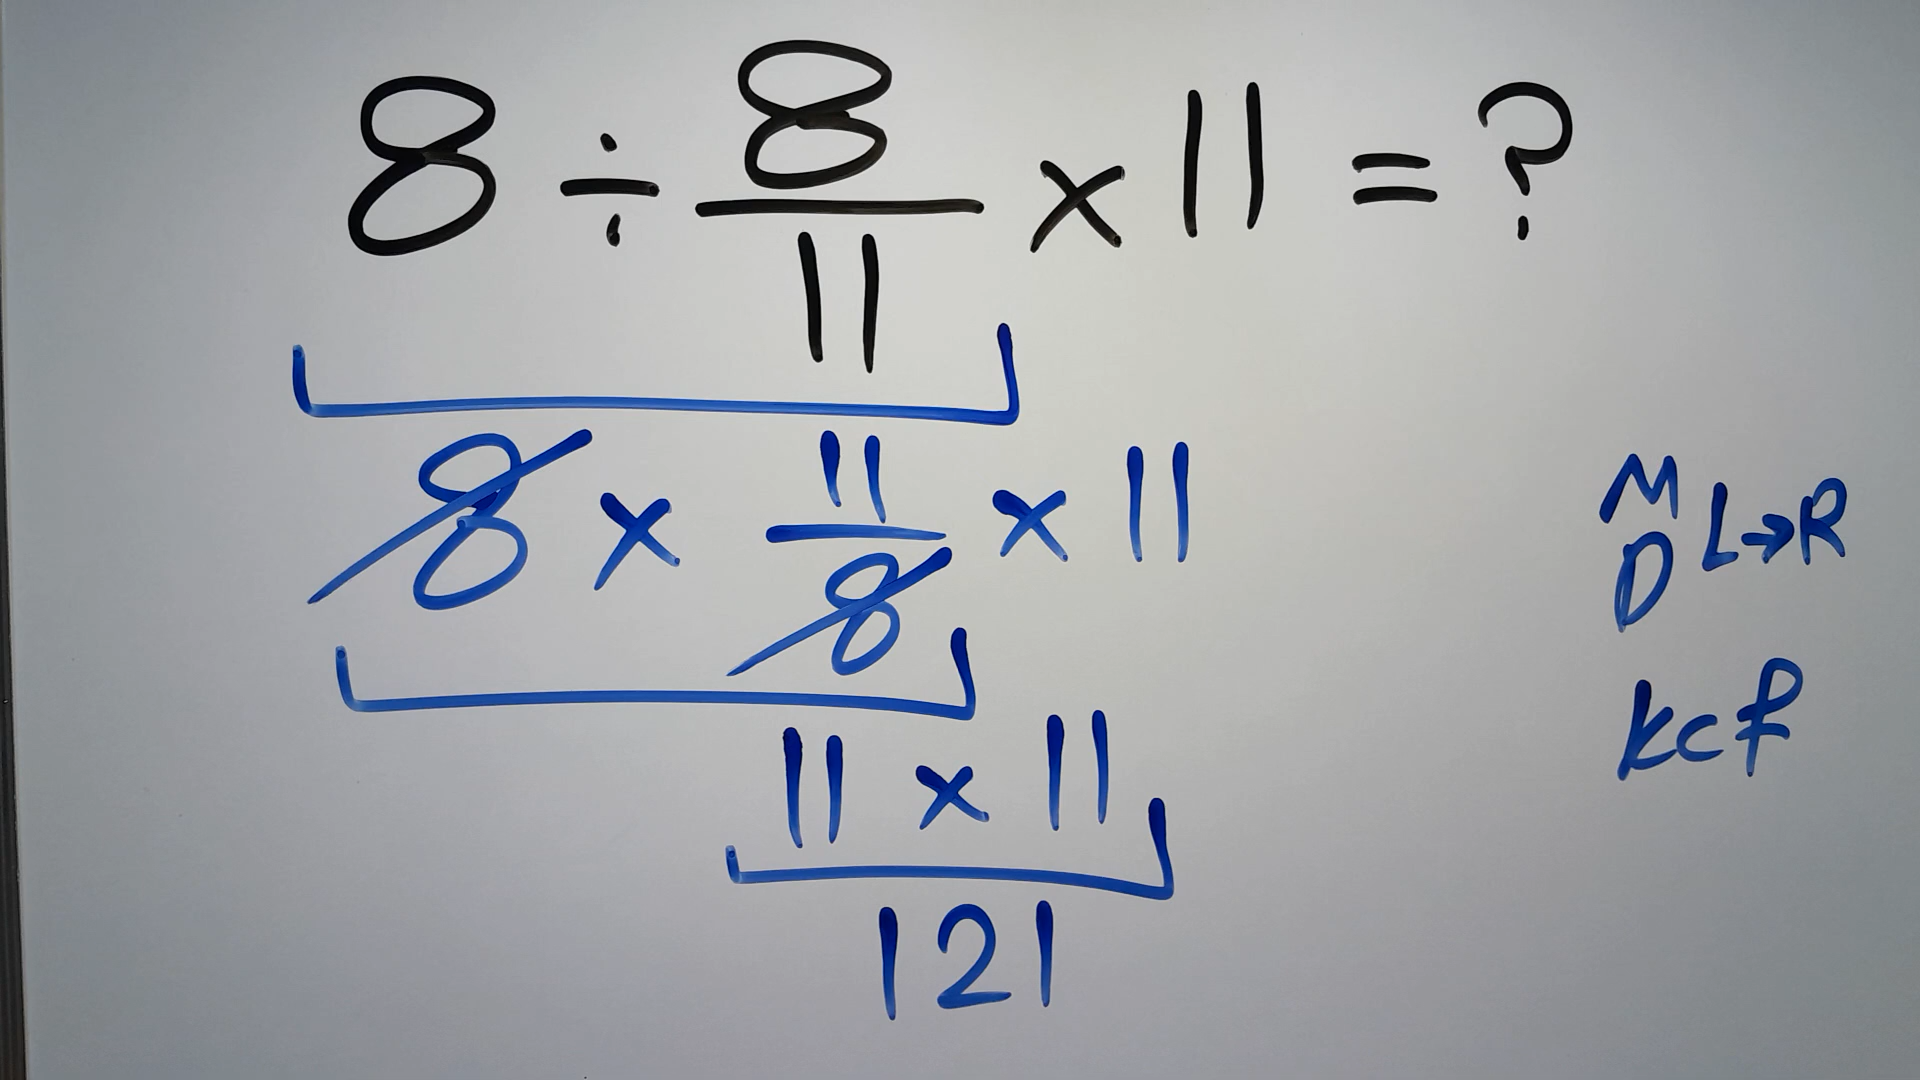 8 ÷ 8/11 × 11 = ?
8 × 11/8 × 11
M
D L→R
kcf
11 × 11
121